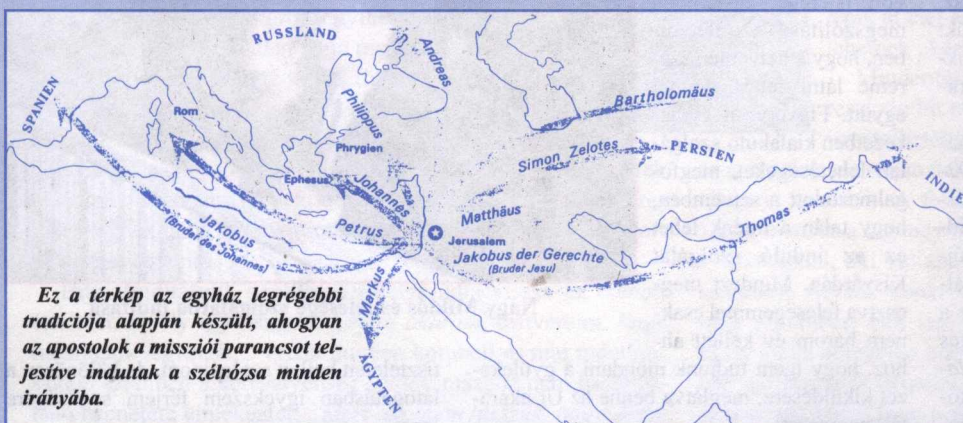 RUSSLAND
SPANIEN
Rom
Andreas
Philippus
Phrygien
Ephesus
Johannes
Bartholomäus
Simon Zelotes
PERSIEN
INDIEN
Thomas
Matthäus
Petrus
Jerusalem
Jakobus
(Bruder des Johannes)
Jakobus der Gerechte
(Bruder Jesu)
Markus
ÄGYPTEN
Ez a térkép az egyház legrégebbi
tradíciója alapján készült, ahogyan
az apostolok a missziói parancsot tel-
jesítve indultak a szélrózsa minden
irányába.